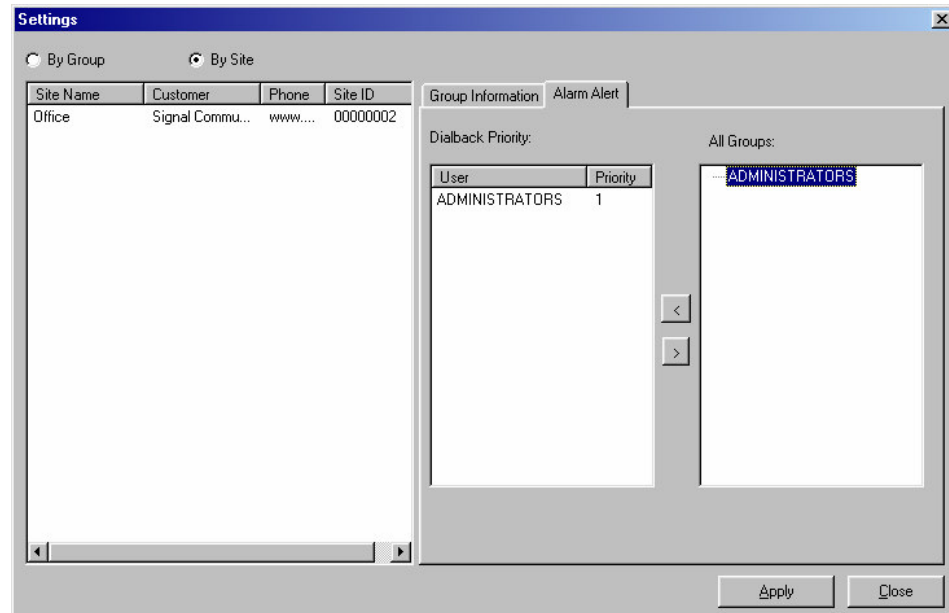 Settings
By Group By Site
Site Name Customer Phone Site ID
Office Signal Commu... www.... 00000002
Group Information Alarm Alert
Dialback Priority:
User Priority
ADMINISTRATORS 1
All Groups:
ADMINISTRATORS
<
>
Apply Close